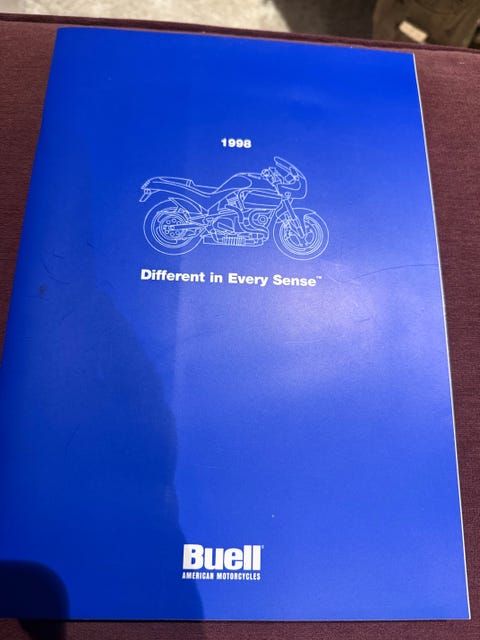 1998
Different in Every Sense™
Buell®
AMERICAN MOTORCYCLES